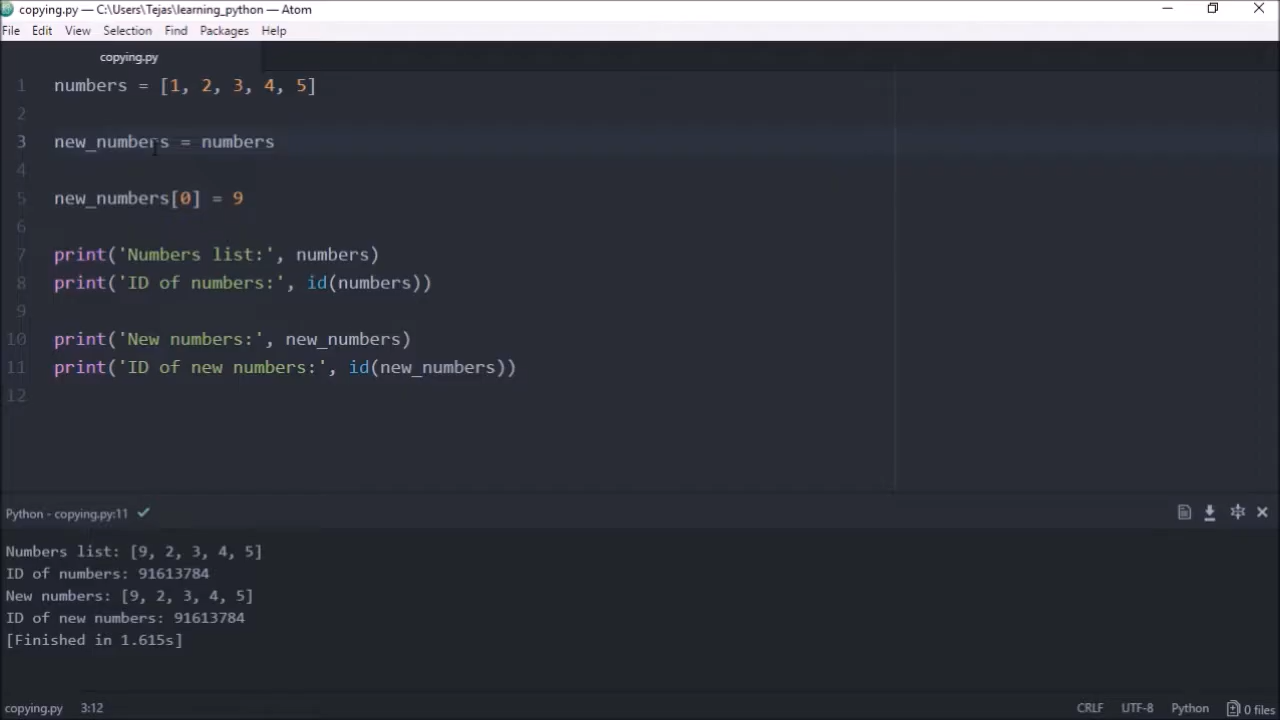 copying.py — C:\Users\Tejas\learning_python — Atom
File Edit View Selection Find Packages Help
copying.py
1 numbers = [1, 2, 3, 4, 5]
2
3 new_numbers = numbers
4
5 new_numbers[0] = 9
6
7 print('Numbers list:', numbers)
8 print('ID of numbers:', id(numbers))
9
10 print('New numbers:', new_numbers)
11 print('ID of new numbers:', id(new_numbers))
12
Python - copying.py:11
Numbers list: [9, 2, 3, 4, 5]
ID of numbers: 91613784
New numbers: [9, 2, 3, 4, 5]
ID of new numbers: 91613784
[Finished in 1.615s]
copying.py 3:12 CRLF UTF-8 Python 0 files